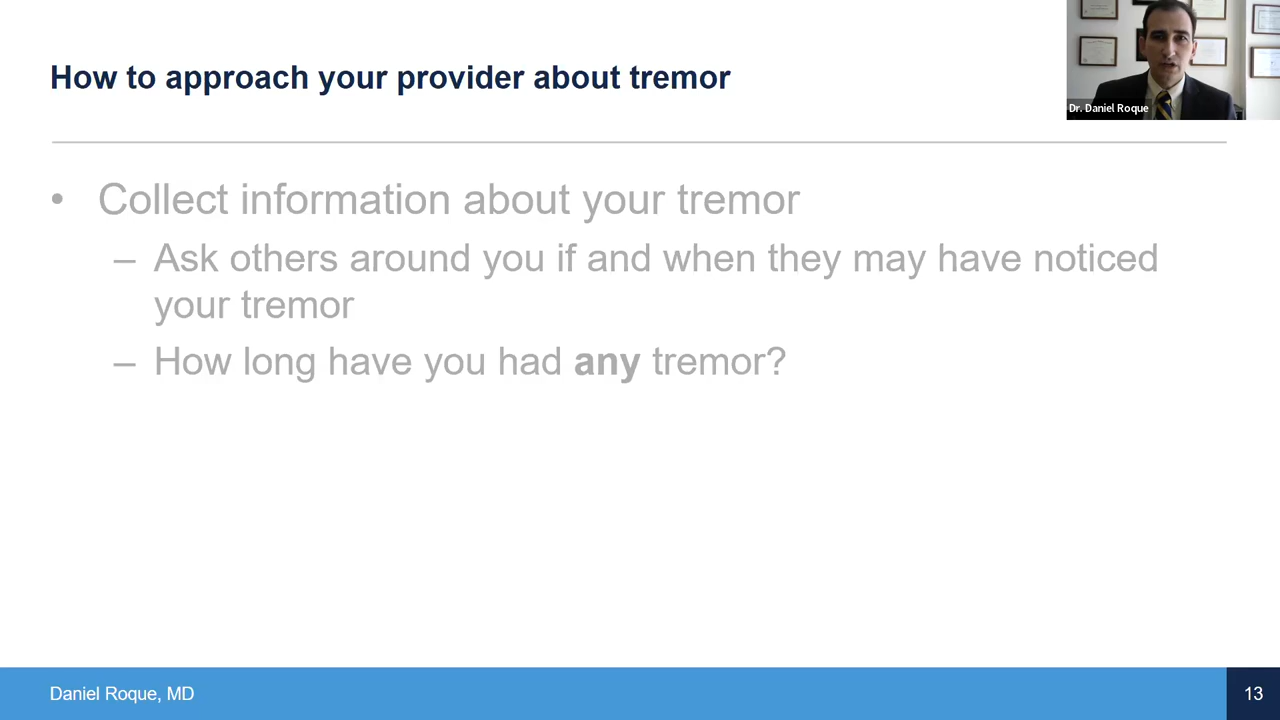 How to approach your provider about tremor
Dr. Daniel Roque
• Collect information about your tremor
– Ask others around you if and when they may have noticed
your tremor
– How long have you had any tremor?
Daniel Roque, MD
13